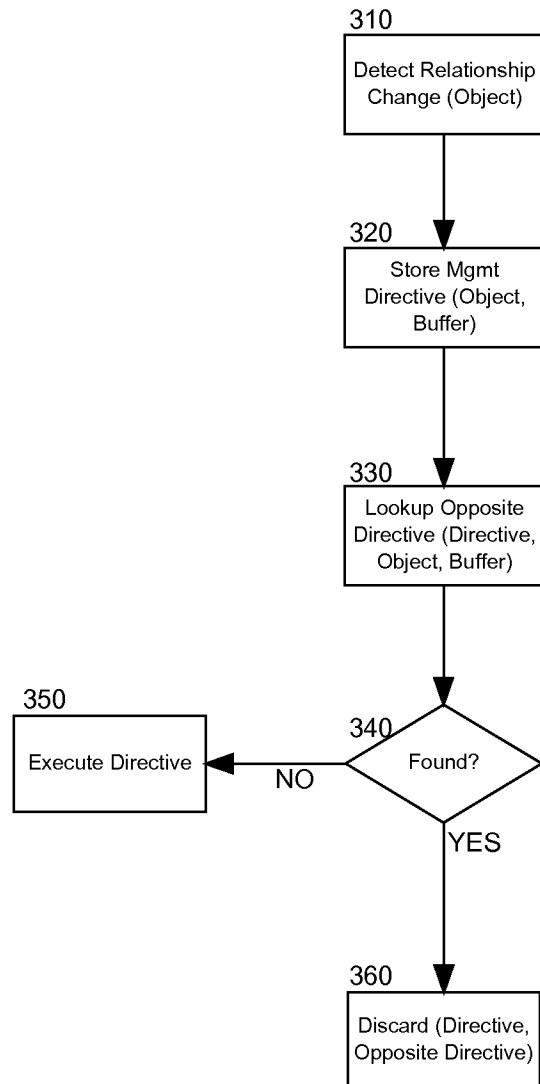 310
Detect Relationship
Change (Object)
320
Store Mgmt
Directive (Object,
Buffer)
330
Lookup Opposite
Directive (Directive,
Object, Buffer)
340
Found?
350
Execute Directive
NO
YES
360
Discard (Directive,
Opposite Directive)